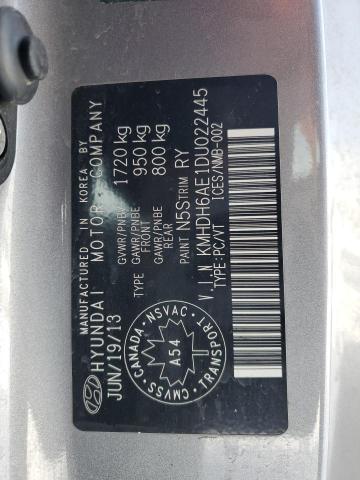 MANUFACTURED IN KOREA BY
HYUNDAI MOTOR COMPANY
JUN/19/13
GVWR/PNBV 1720 kg
GAWR/PNBE FRONT 950 kg
GAWR/PNBE REAR 800 kg
TYPE:
PAINT N5S TRIM RY
V.I.N KMHDH6AE1DU022445
TYPE:PC/VT ICES/NMB-002
CANADA NSVAC TRANSPORT CMVSS
A54